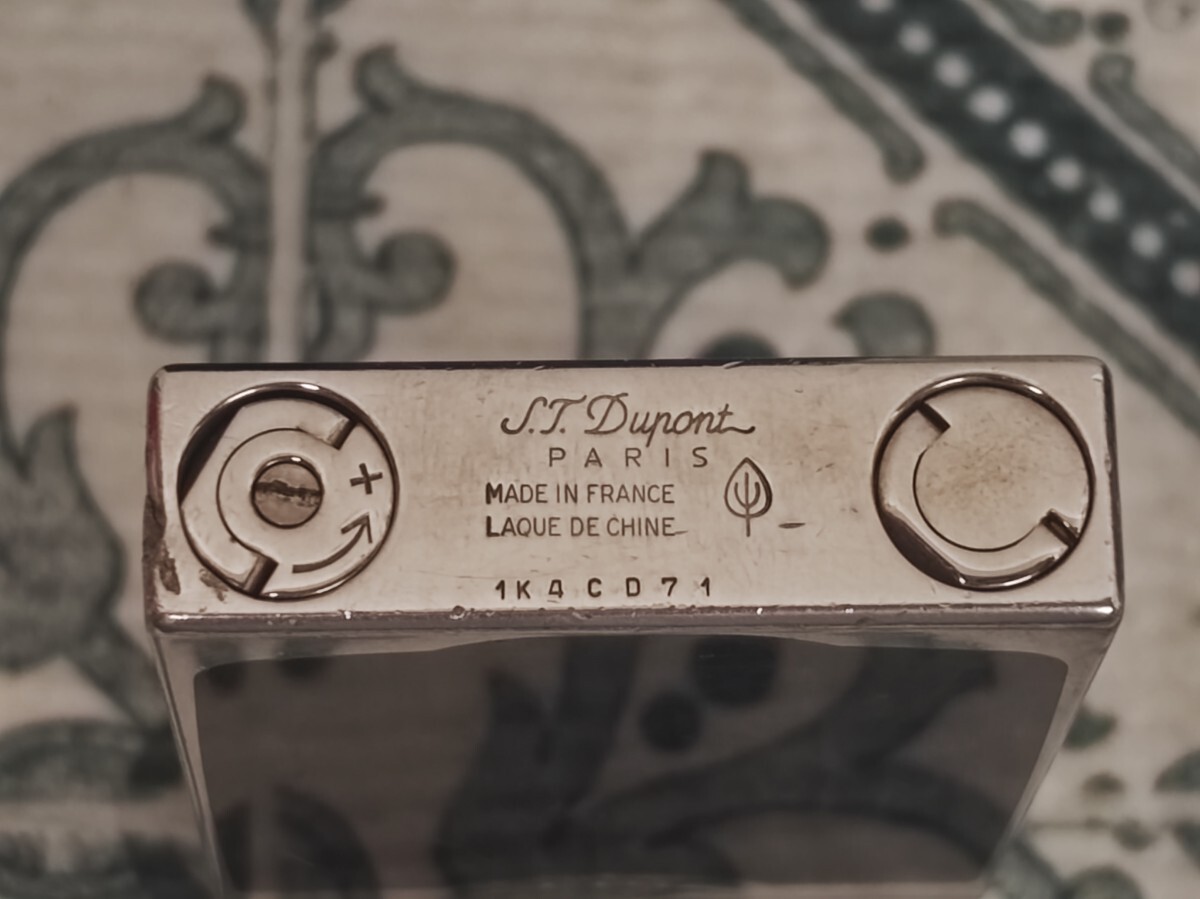 S.T. Dupont
PARIS
MADE IN FRANCE
LAQUE DE CHINE
1K4CD71
+